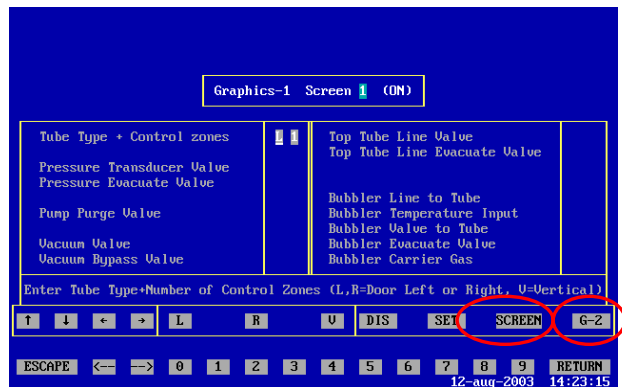 Graphics-1 Screen 1 (ON)
Tube Type + Control zones L 1 Top Tube Line Valve
Top Tube Line Evacuate Valve
Pressure Transducer Valve
Pressure Evacuate Valve
Bubbler Line to Tube
Pump Purge Valve Bubbler Temperature Input
Bubbler Valve to Tube
Vacuum Valve Bubbler Evacuate Valve
Vacuum Bypass Valve Bubbler Carrier Gas
Enter Tube Type+Number of Control Zones (L,R=Door Left or Right, V=Vertical)
↑ ↓ ← → L R V DIS SET SCREEN G-2
ESCAPE <-- --> 0 1 2 3 4 5 6 7 8 9 RETURN
12-aug-2003 14:23:15